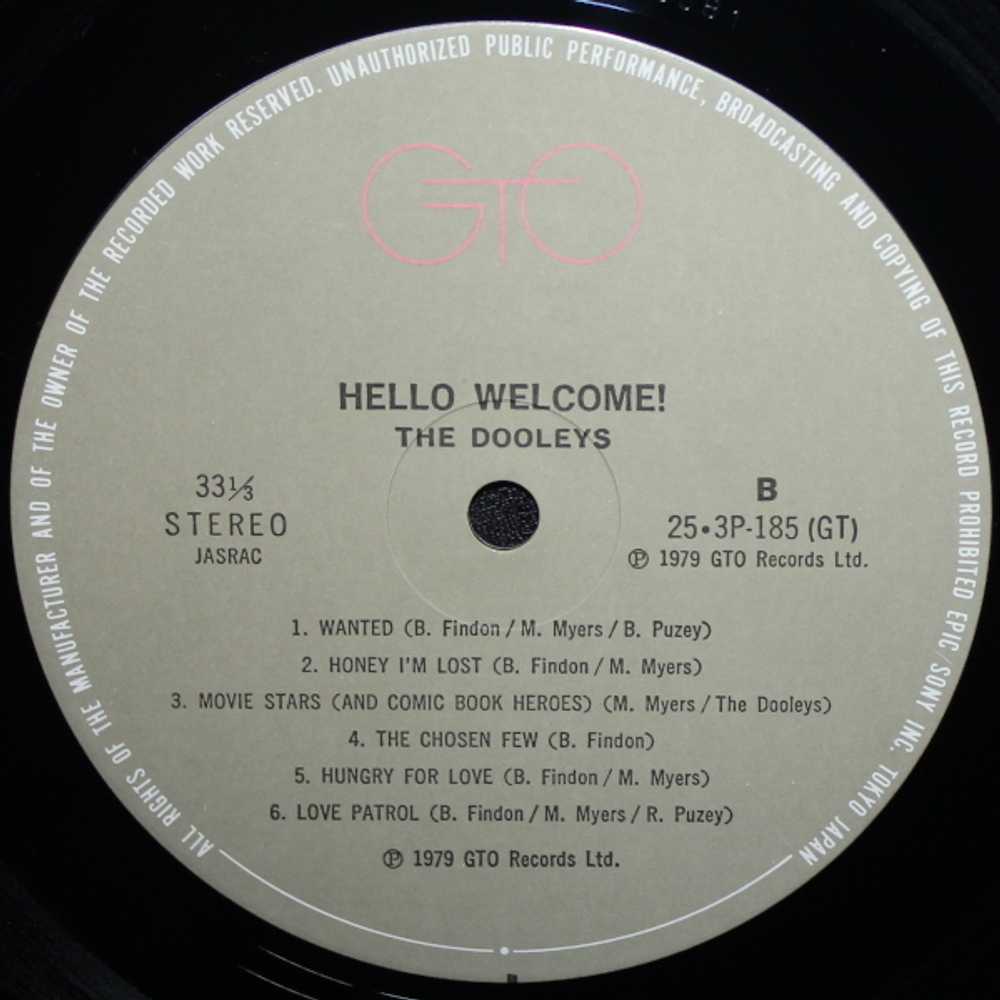 ALL RIGHTS OF THE MANUFACTURER AND OF THE OWNER OF THE RECORDED WORK RESERVED. UNAUTHORIZED PUBLIC PERFORMANCE, BROADCASTING AND COPYING OF THIS RECORD PROHIBITED EPIC/SONY INC. TOKYO JAPAN
GTO
HELLO WELCOME!
THE DOOLEYS
33⅓
STEREO
JASRAC
B
25•3P-185 (GT)
Ⓟ 1979 GTO Records Ltd.
1. WANTED (B. Findon / M. Myers / B. Puzey)
2. HONEY I'M LOST (B. Findon / M. Myers)
3. MOVIE STARS (AND COMIC BOOK HEROES) (M. Myers / The Dooleys)
4. THE CHOSEN FEW (B. Findon)
5. HUNGRY FOR LOVE (B. Findon / M. Myers)
6. LOVE PATROL (B. Findon / M. Myers / R. Puzey)
Ⓟ 1979 GTO Records Ltd.